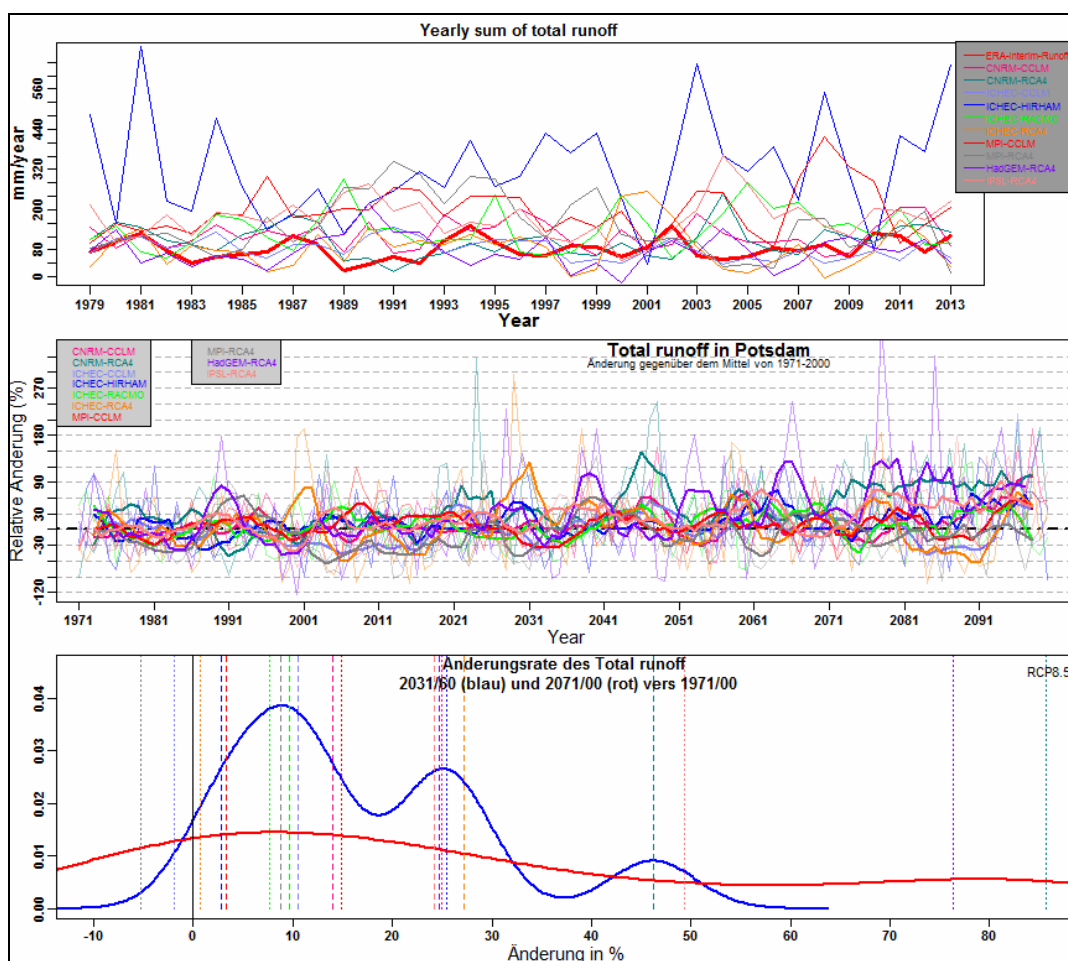 Yearly sum of total runoff
mm/year
560
440
320
200
80
0
ERA-Interim-Runoff
CNRM-CCLM
CNRM-RCA4
ICHEC-CCLM
ICHEC-HIRHAM
ICHEC-RACMO
ICHEC-RCA4
MPI-CCLM
MPI-RCA4
HadGEM-RCA4
IPSL-RCA4
1979 1981 1983 1985 1987 1989 1991 1993 1995 1997 1999 2001 2003 2005 2007 2009 2011 2013
Year
Total runoff in Potsdam
Änderung gegenüber dem Mittel von 1971-2000
CNRM-CCLM
CNRM-RCA4
ICHEC-CCLM
ICHEC-HIRHAM
ICHEC-RACMO
ICHEC-RCA4
MPI-CCLM
MPI-RCA4
HadGEM-RCA4
IPSL-RCA4
Relative Änderung (%)
270
180
90
30
-30
-120
1971 1981 1991 2001 2011 2021 2031 2041 2051 2061 2071 2081 2091
Year
Änderungsrate des Total runoff
2031/60 (blau) und 2071/00 (rot) vers 1971/00
RCP8.5
0.04
0.03
0.02
0.01
0.00
-10 0 10 20 30 40 50 60 70 80
Änderung in %